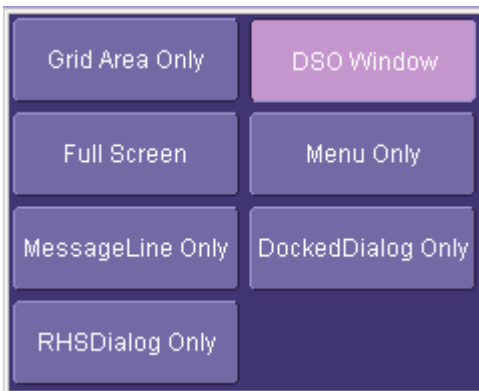 Grid Area Only
DSO Window
Full Screen
Menu Only
MessageLine Only
DockedDialog Only
RHSDialog Only